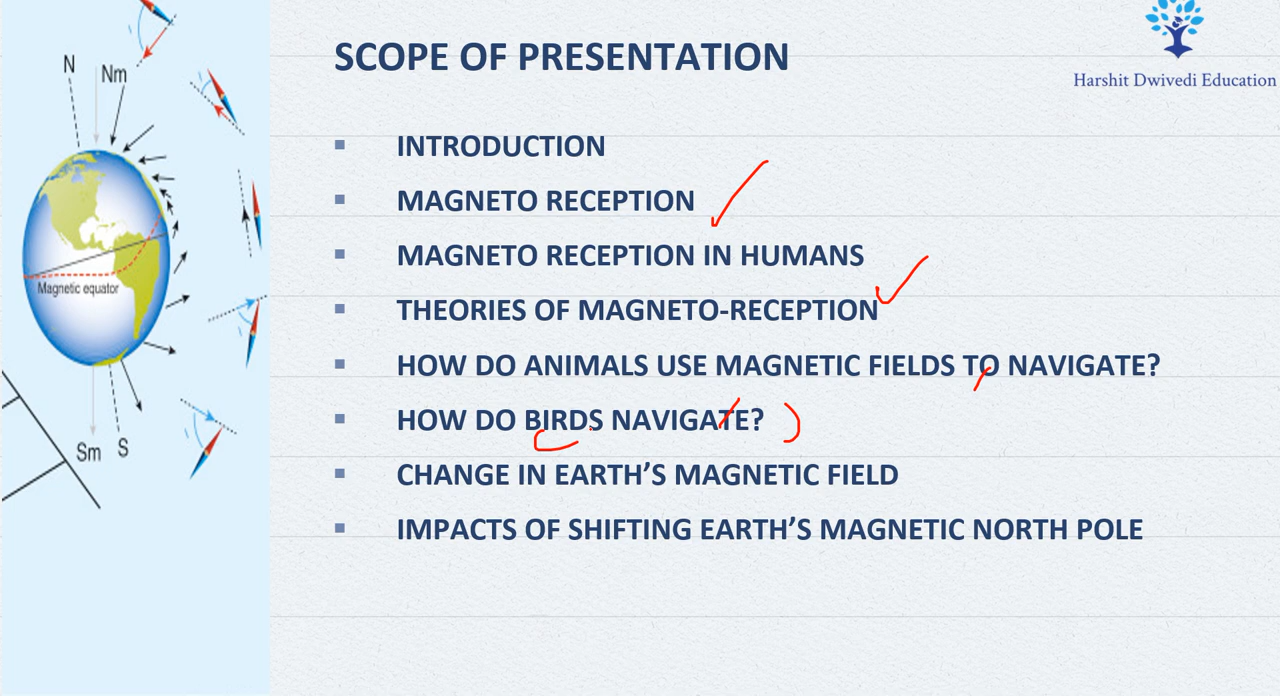 SCOPE OF PRESENTATION
Harshit Dwivedi Education
N
Nm
Magnetic equator
Sm
S
INTRODUCTION
MAGNETO RECEPTION
MAGNETO RECEPTION IN HUMANS
THEORIES OF MAGNETO-RECEPTION
HOW DO ANIMALS USE MAGNETIC FIELDS TO NAVIGATE?
HOW DO BIRDS NAVIGATE?
CHANGE IN EARTH’S MAGNETIC FIELD
IMPACTS OF SHIFTING EARTH’S MAGNETIC NORTH POLE